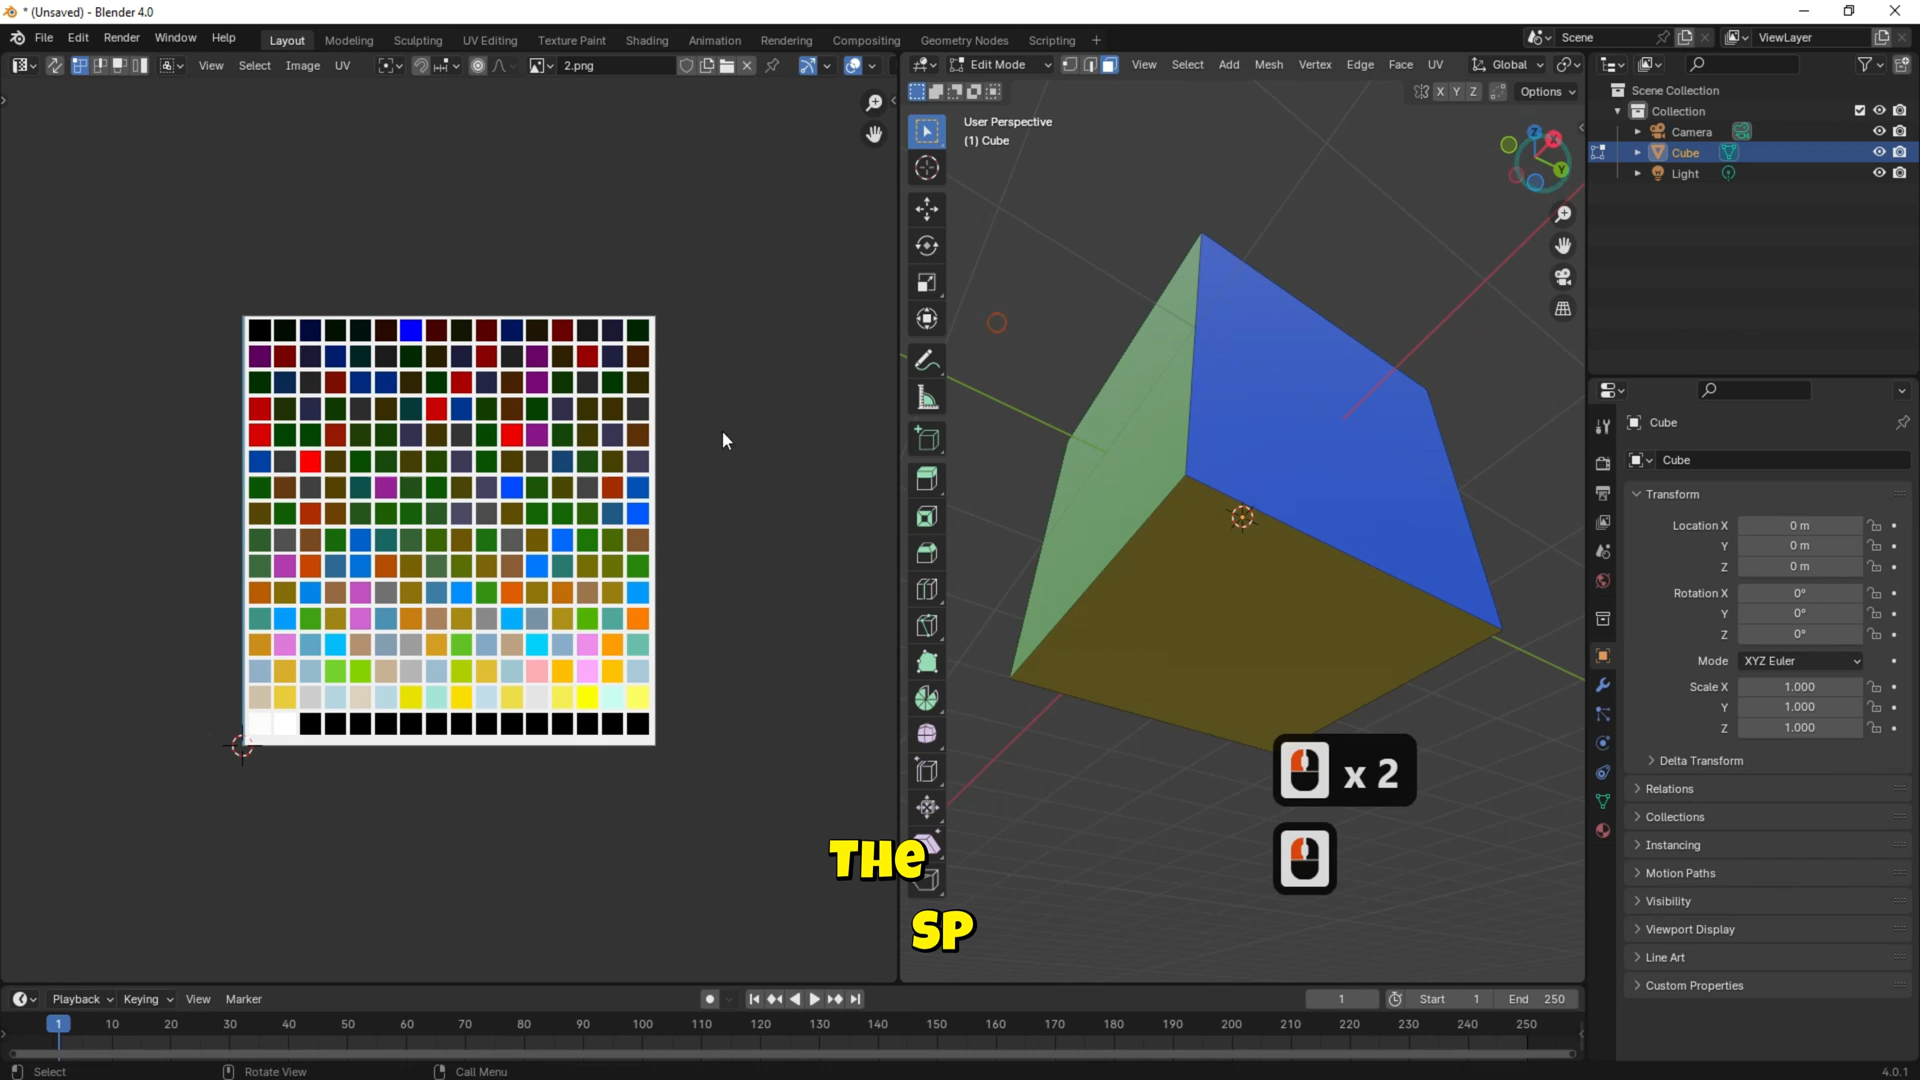 * (Unsaved) - Blender 4.0
File Edit Render Window Help
Layout Modeling Sculpting UV Editing Texture Paint Shading Animation Rendering Compositing Geometry Nodes Scripting +
Scene
ViewLayer
View Select Image UV
2.png
Edit Mode
View Select Add Mesh Vertex Edge Face UV
Global
X Y Z
Options
User Perspective
(1) Cube
Z
X
Y
Scene Collection
Collection
Camera
Cube
Light
Cube
Cube
Transform
Location X 0 m
Y 0 m
Z 0 m
Rotation X 0°
Y 0°
Z 0°
Mode XYZ Euler
Scale X 1.000
Y 1.000
Z 1.000
Delta Transform
Relations
Collections
Instancing
Motion Paths
Visibility
Viewport Display
Line Art
Custom Properties
x 2
THE
SP
Playback Keying View Marker
1
Start 1
End 250
1 10 20 30 40 50 60 70 80 90 100 110 120 130 140 150 160 170 180 190 200 210 220 230 240 250
Select
Rotate View
Call Menu
4.0.1